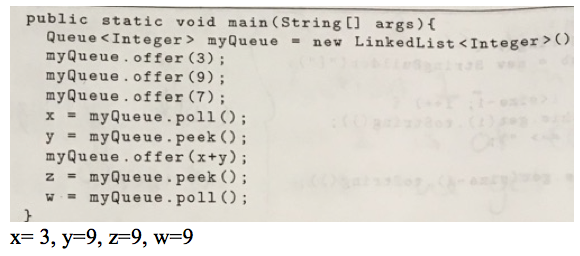 public static void main(String[] args){
Queue<Integer> myQueue = new LinkedList<Integer>()
myQueue.offer(3);
myQueue.offer(9);
myQueue.offer(7);
x = myQueue.poll();
y = myQueue.peek();
myQueue.offer(x+y);
z = myQueue.peek();
w = myQueue.poll();
}
x= 3, y=9, z=9, w=9